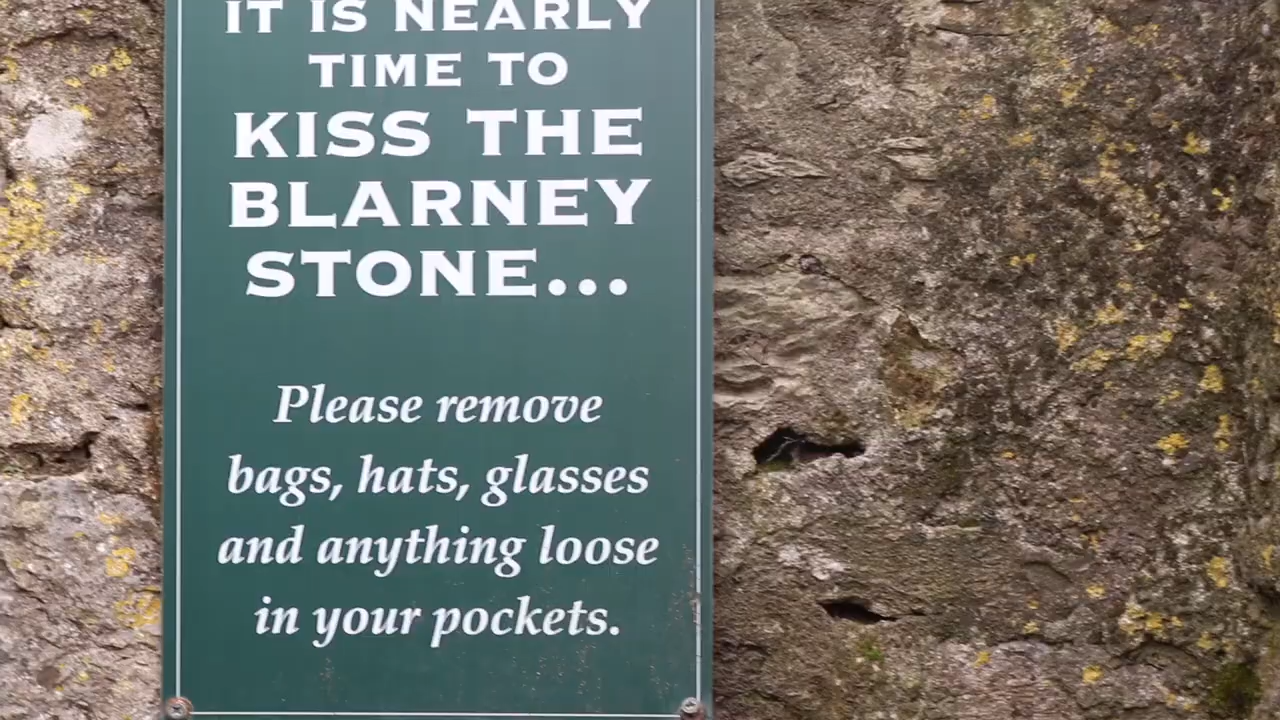 IT IS NEARLY
TIME TO
KISS THE
BLARNEY
STONE...
Please remove
bags, hats, glasses
and anything loose
in your pockets.